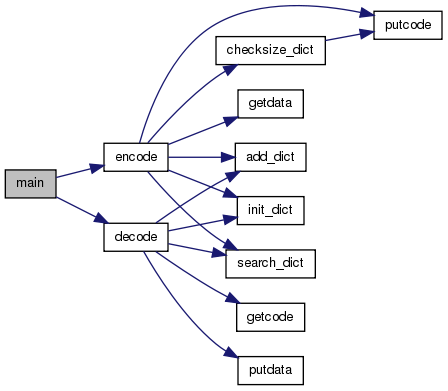 main
encode
decode
checksize_dict
getdata
add_dict
init_dict
search_dict
getcode
putdata
putcode